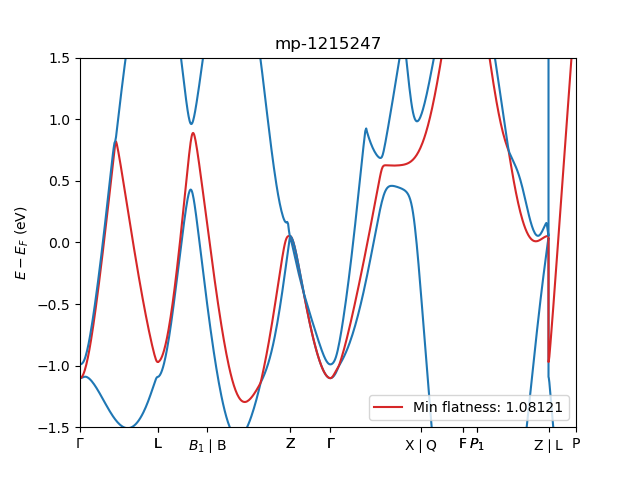 mp-1215247
E − E_F (eV)
1.5
1.0
0.5
0.0
−0.5
−1.0
−1.5
Min flatness: 1.08121
Γ L B₁ | B Z Γ X | Q F P₁ Z | L P